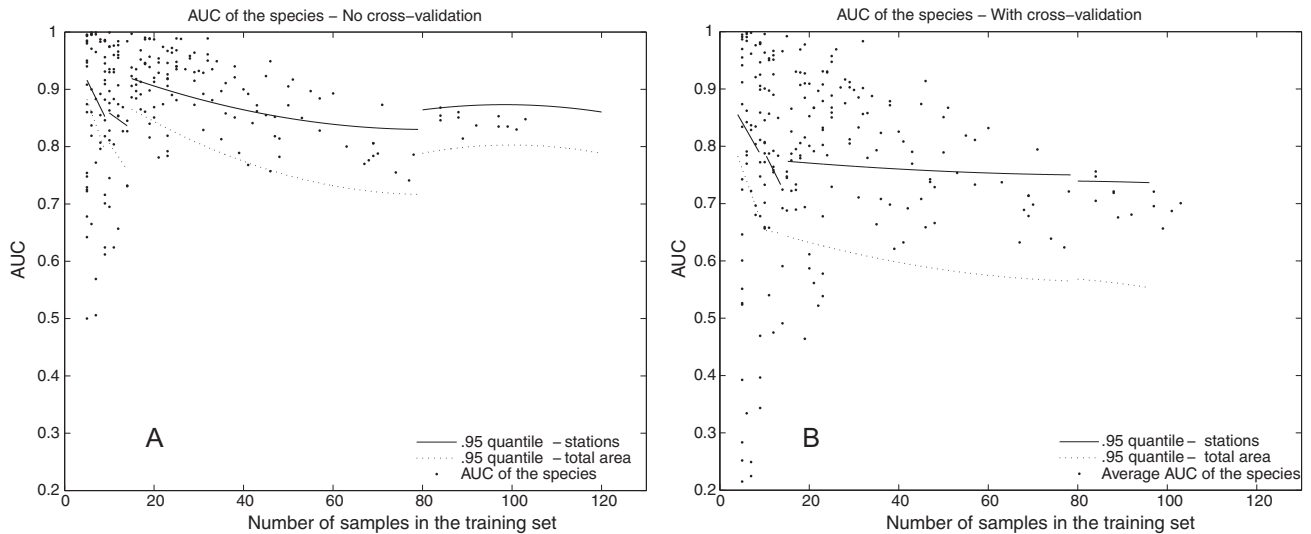 AUC of the species – No cross–validation
1
0.9
0.8
0.7
0.6
0.5
0.4
0.3
0.2
AUC
A
.95 quantile – stations
.95 quantile – total area
AUC of the species
0 20 40 60 80 100 120
Number of samples in the training set
AUC of the species – With cross–validation
1
0.9
0.8
0.7
0.6
0.5
0.4
0.3
0.2
AUC
B
.95 quantile – stations
.95 quantile – total area
Average AUC of the species
0 20 40 60 80 100 120
Number of samples in the training set